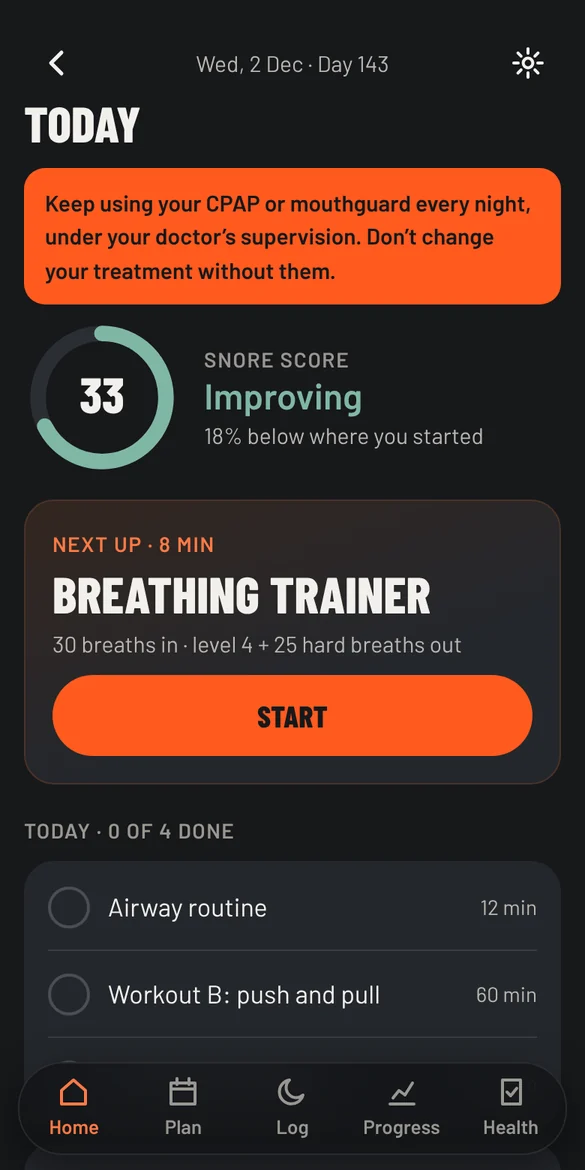 Wed, 2 Dec · Day 143
TODAY
Keep using your CPAP or mouthguard every night,
under your doctor’s supervision. Don’t change
your treatment without them.
33
SNORE SCORE
Improving
18% below where you started
NEXT UP · 8 MIN
BREATHING TRAINER
30 breaths in · level 4 + 25 hard breaths out
START
TODAY · 0 OF 4 DONE
Airway routine
12 min
Workout B: push and pull
60 min
Home
Plan
Log
Progress
Health